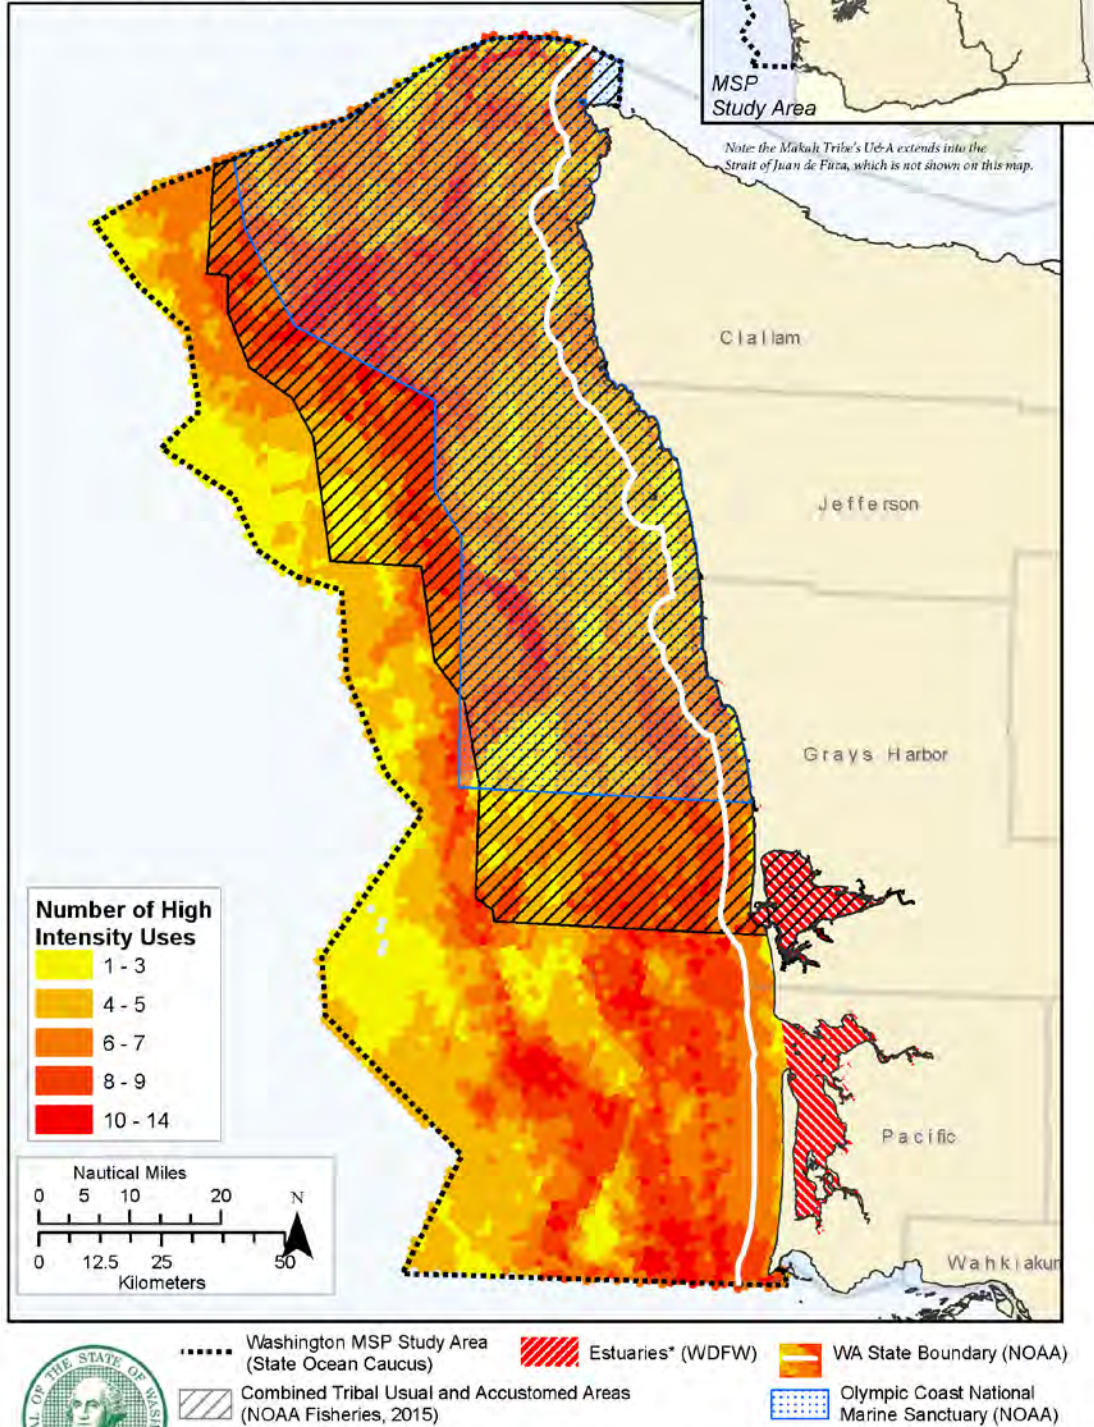 MSP
Study Area
Note: the Makah Tribe's U&A extends into the
Strait of Juan de Fuca, which is not shown on this map.
Clallam
Jefferson
Grays Harbor
Pacific
Wahkiakum
Number of High
Intensity Uses
1 - 3
4 - 5
6 - 7
8 - 9
10 - 14
Nautical Miles
0 5 10 20
N
0 12.5 25 50
Kilometers
Washington MSP Study Area
(State Ocean Caucus)
Estuaries* (WDFW)
WA State Boundary (NOAA)
Combined Tribal Usual and Accustomed Areas
(NOAA Fisheries, 2015)
Olympic Coast National
Marine Sanctuary (NOAA)
THE STATE OF WASH